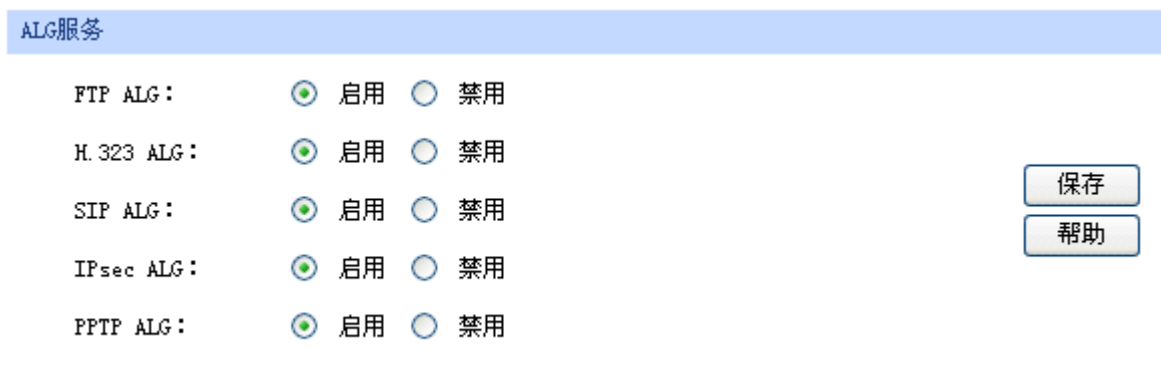 ALG服务
FTP ALG： 启用 禁用
H.323 ALG： 启用 禁用
SIP ALG： 启用 禁用
IPsec ALG： 启用 禁用
PPTP ALG： 启用 禁用
保存
帮助